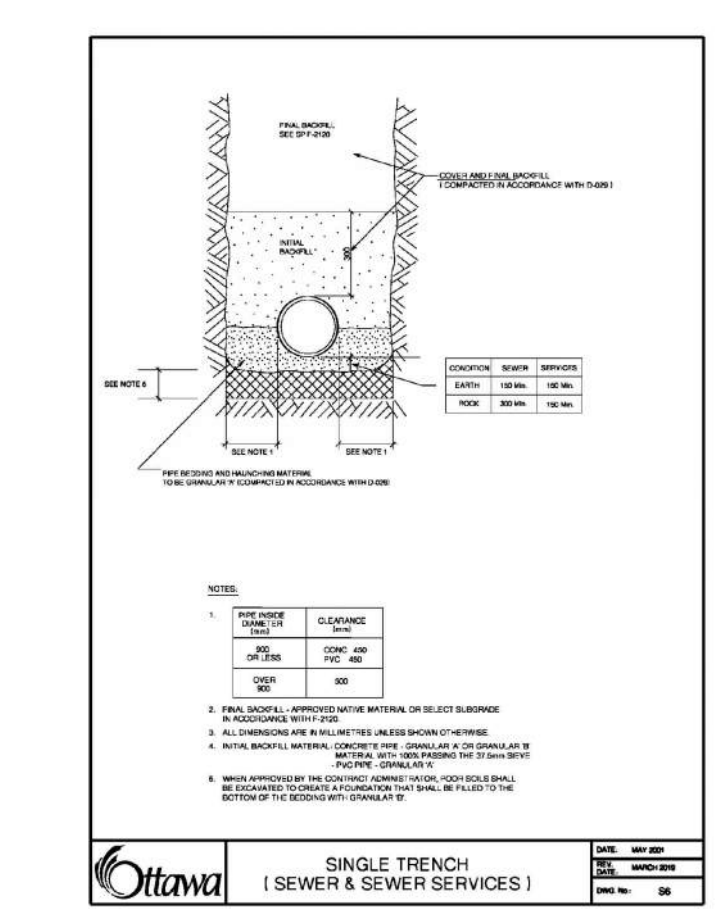 FINAL BACKFILL
SEE SP F-2120
COVER AND FINAL BACKFILL
( COMPACTED IN ACCORDANCE WITH D-029 )
INITIAL
BACKFILL
300
CONDITION SEWER SERVICES
EARTH 150 Min. 150 Min.
ROCK 300 Min. 150 Min.
SEE NOTE 5
SEE NOTE 1
SEE NOTE 1
PIPE BEDDING AND HAUNCHING MATERIAL
TO BE GRANULAR 'A' (COMPACTED IN ACCORDANCE WITH D-029)
NOTES:
1.
PIPE INSIDE DIAMETER (mm) CLEARANCE (mm)
900 OR LESS CONC 450 PVC 450
OVER 900 500
2. FINAL BACKFILL - APPROVED NATIVE MATERIAL OR SELECT SUBGRADE
IN ACCORDANCE WITH F-2120.
3. ALL DIMENSIONS ARE IN MILLIMETRES UNLESS SHOWN OTHERWISE.
4. INITIAL BACKFILL MATERIAL: CONCRETE PIPE - GRANULAR 'A' OR GRANULAR 'B'
MATERIAL WITH 100% PASSING THE 37.5mm SIEVE
- PVC PIPE - GRANULAR 'A'
5. WHEN APPROVED BY THE CONTRACT ADMINISTRATOR, POOR SOILS SHALL
BE EXCAVATED TO CREATE A FOUNDATION THAT SHALL BE FILLED TO THE
BOTTOM OF THE BEDDING WITH GRANULAR 'B'.
Ottawa
SINGLE TRENCH
( SEWER & SEWER SERVICES )
DATE: MAY 2001
REV. DATE: MARCH
DWG. No.: S6